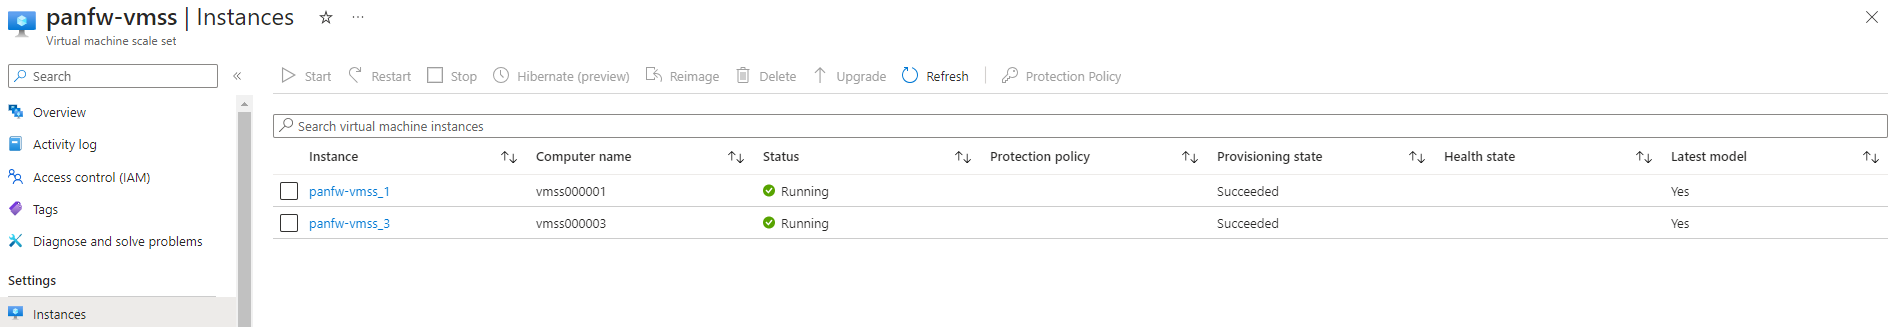 panfw-vmss | Instances ☆ ···
Virtual machine scale set
Search «
Start Restart Stop Hibernate (preview) Reimage Delete Upgrade Refresh Protection Policy
Overview
Activity log
Access control (IAM)
Tags
Diagnose and solve problems
Settings
Instances
Search virtual machine instances
Instance ↑↓ Computer name ↑↓ Status ↑↓ Protection policy ↑↓ Provisioning state ↑↓ Health state ↑↓ Latest model ↑↓
panfw-vmss_1 vmss000001 Running Succeeded Yes
panfw-vmss_3 vmss000003 Running Succeeded Yes